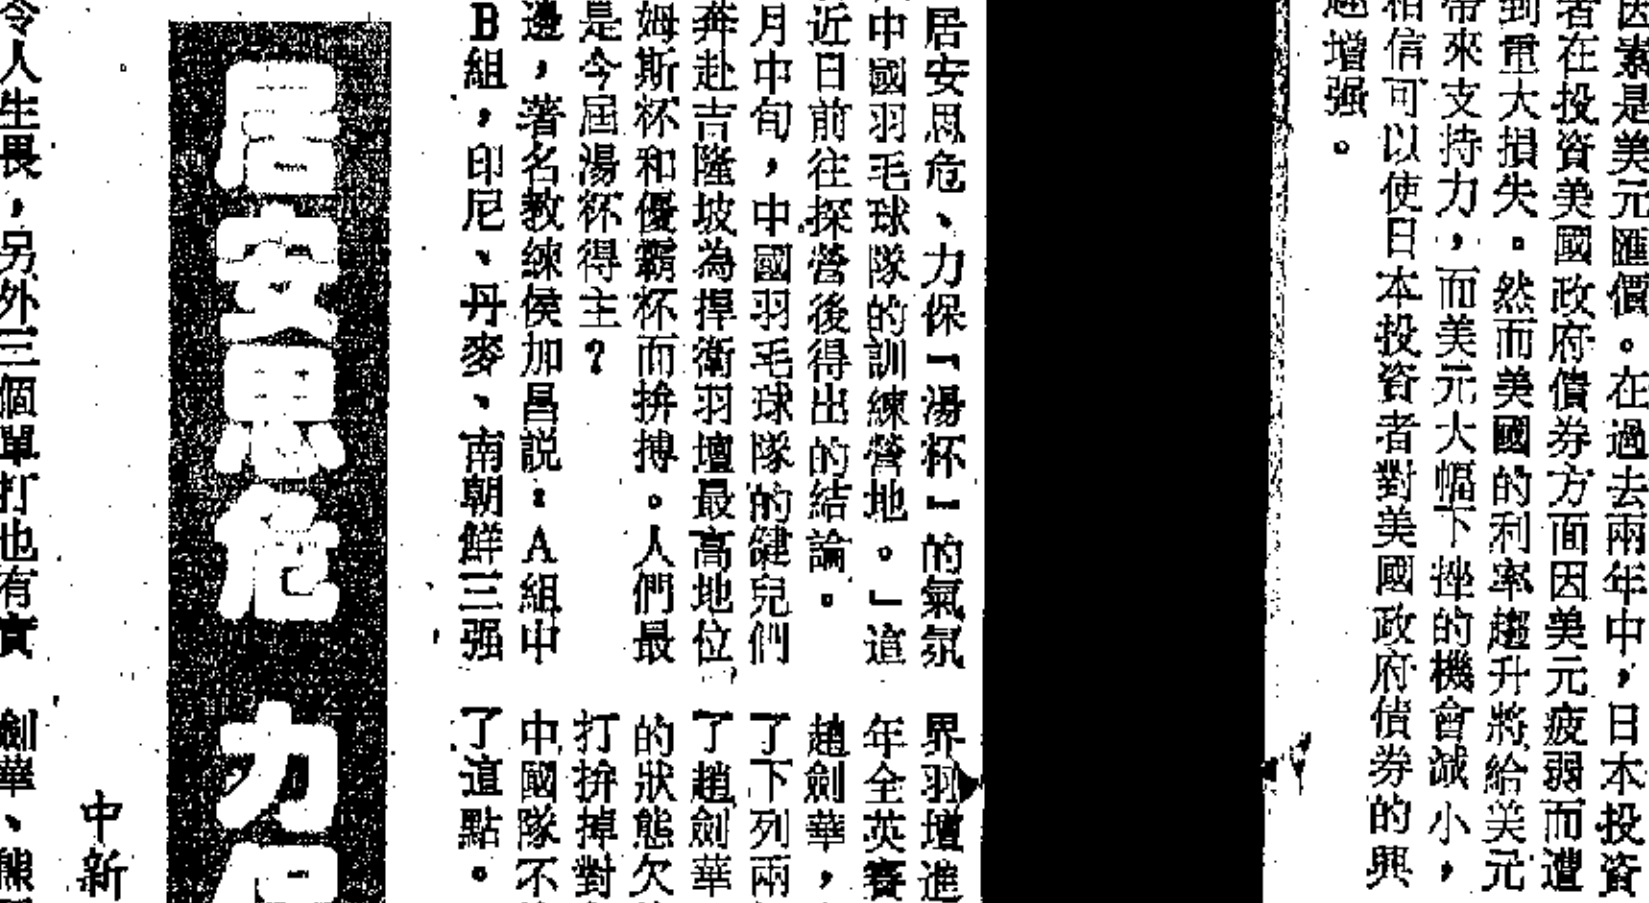 因素是美元匯價。在過去兩年中，日本投資
者在投資美國政府債券方面因美元疲弱而遭
到重大損失。然而美國的利率趨升將給美元
帶來支持力，而美元大幅下挫的機會減小，
相信可以使日本投資者對美國政府債券的興
趣增强。
居安思危、力保「湯杯」的氣氛
中國羽毛球隊的訓練營地。」這
近日前往探營後得出的結論。
月中旬，中國羽毛球隊的健兒們
奔赴吉隆坡為捍衛羽壇最高地位
姆斯杯和優霸杯而拚搏。人們最
是今屆湯杯得主？
邊，著名教練侯加昌説：A組中
B組，印尼、丹麥、南朝鮮三强
界羽壇進
年全英賽
趙劍華，
了下列兩
了趙劍華
的狀態欠
打拚掉對
中國隊不
了這點。
居安思危 力保
中新
令人生畏，另外三個單打也有實
劍華、熊